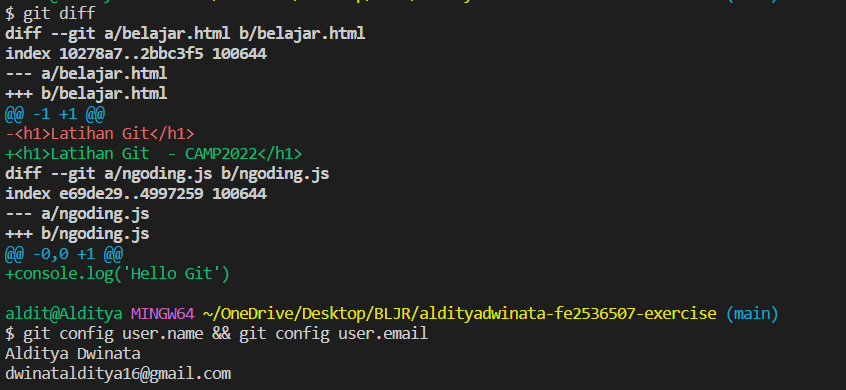 $ git diff
diff --git a/belajar.html b/belajar.html
index 10278a7..2bbc3f5 100644
--- a/belajar.html
+++ b/belajar.html
@@ -1 +1 @@
-<h1>Latihan Git</h1>
+<h1>Latihan Git  - CAMP2022</h1>
diff --git a/ngoding.js b/ngoding.js
index e69de29..4997259 100644
--- a/ngoding.js
+++ b/ngoding.js
@@ -0,0 +1 @@
+console.log('Hello Git')
aldit@Alditya MINGW64 ~/OneDrive/Desktop/BLJR/aldityadwinata-fe2536507-exercise (main)
$ git config user.name && git config user.email
Alditya Dwinata
dwinatalditya16@gmail.com